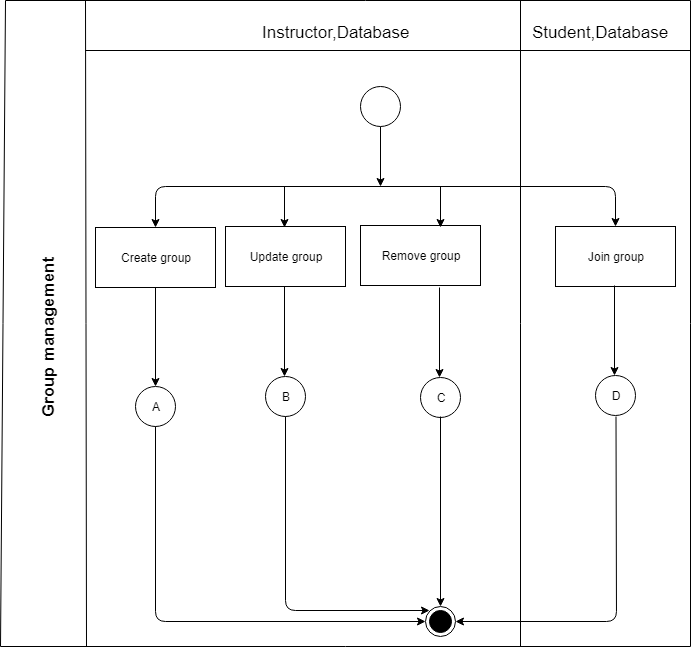 Instructor,Database
Student,Database
Group management
Create group
Update group
Remove group
Join group
A
B
C
D